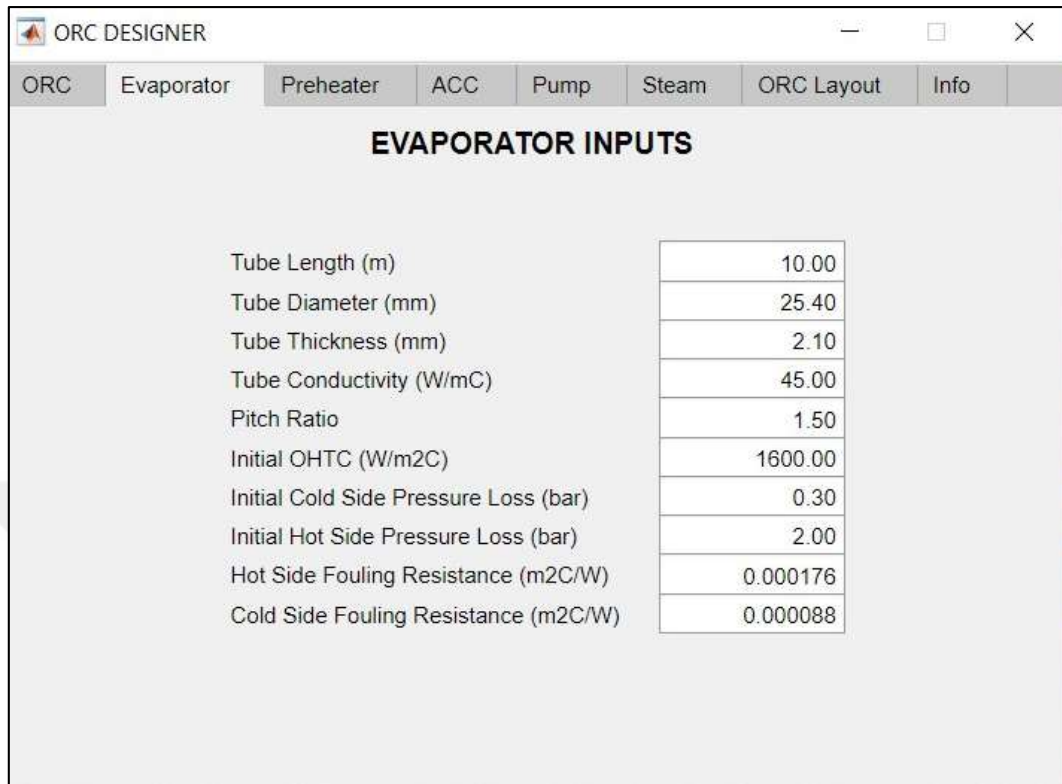 ORC DESIGNER
ORC Evaporator Preheater ACC Pump Steam ORC Layout Info
EVAPORATOR INPUTS
Tube Length (m) 10.00
Tube Diameter (mm) 25.40
Tube Thickness (mm) 2.10
Tube Conductivity (W/mC) 45.00
Pitch Ratio 1.50
Initial OHTC (W/m2C) 1600.00
Initial Cold Side Pressure Loss (bar) 0.30
Initial Hot Side Pressure Loss (bar) 2.00
Hot Side Fouling Resistance (m2C/W) 0.000176
Cold Side Fouling Resistance (m2C/W) 0.000088